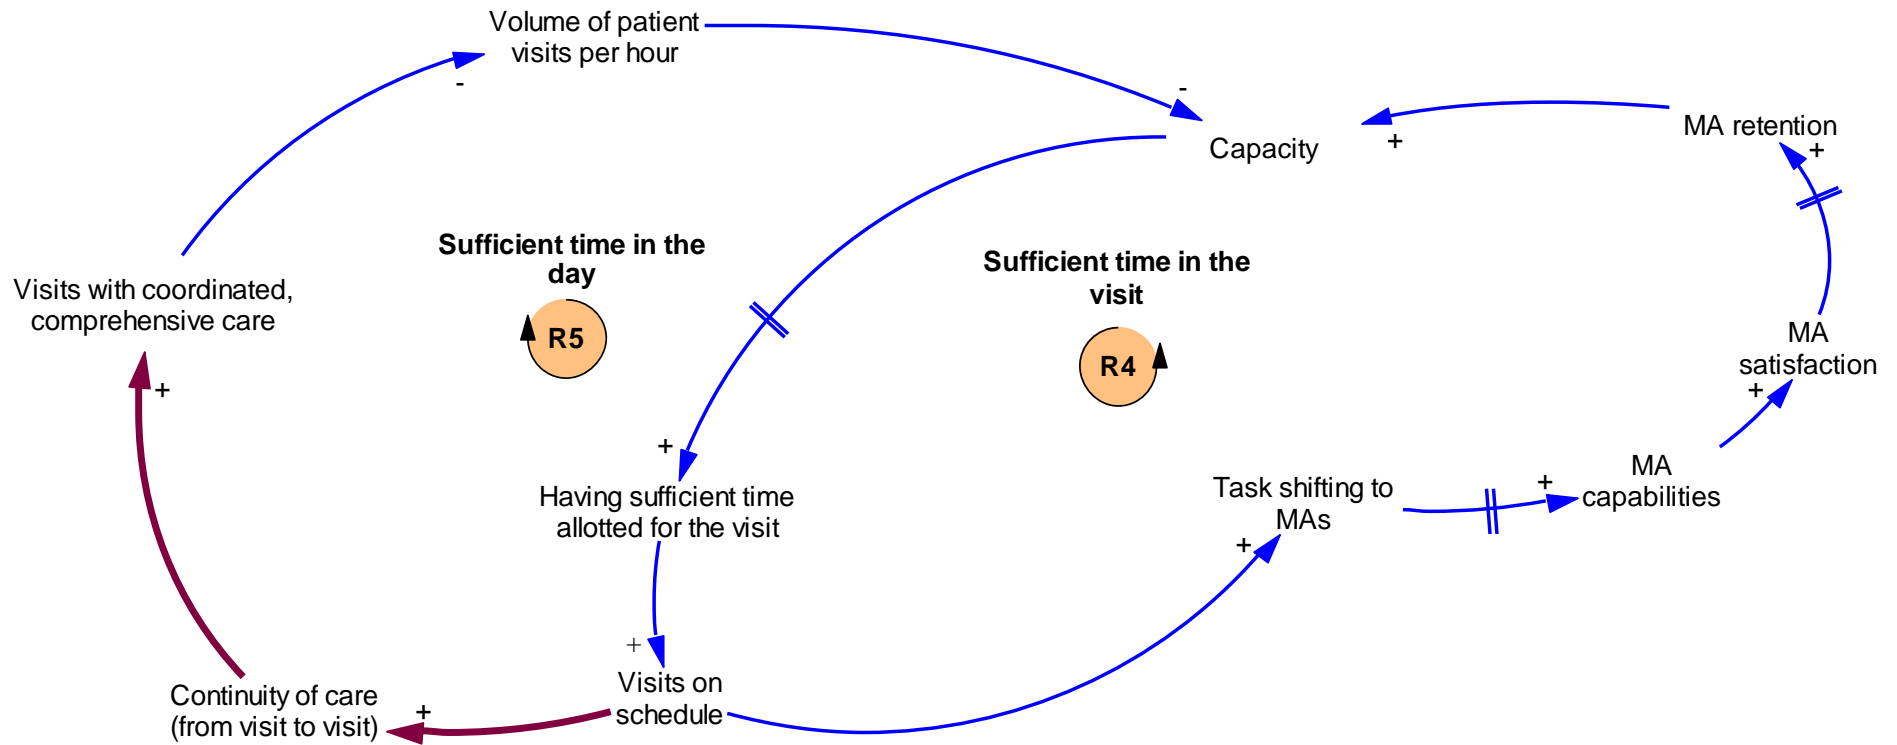 Volume of patient
visits per hour
-
-
Capacity
+
MA retention
+
Sufficient time in the
day
R5
Sufficient time in the
visit
R4
Visits with coordinated,
comprehensive care
+
MA
satisfaction
+
+
Having sufficient time
allotted for the visit
Task shifting to
MAs
+
+
MA
capabilities
+
Visits on
schedule
Continuity of care
(from visit to visit)
+